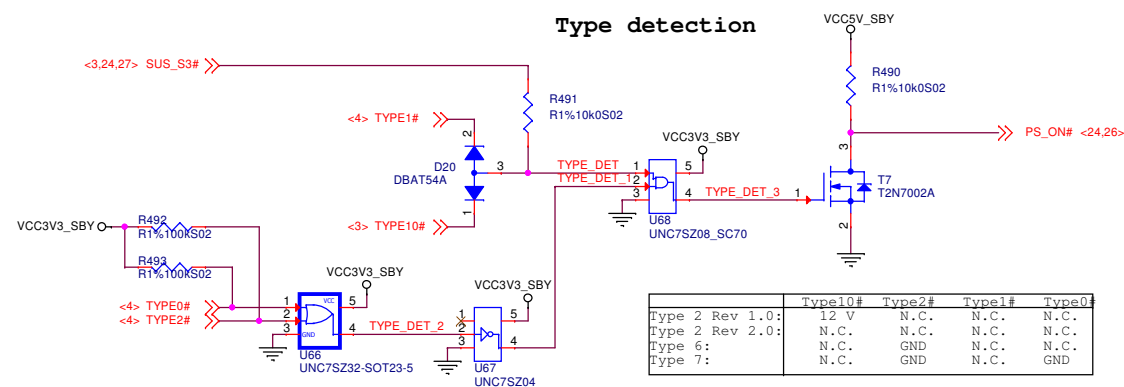 Type detection
VCC5V_SBY
<3,24,27> SUS_S3#
R490
R1%10k0S02
R491
R1%10k0S02
<4> TYPE1#
2
PS_ON# <24,26>
VCC3V3_SBY
3
D20
DBAT54A
3
TYPE_DET
1
5
TYPE_DET_1
2
3
4
TYPE_DET_3
1
T7
T2N7002A
1
2
U68
UNC7SZ08_SC70
<3> TYPE10#
R492
R1%100kS02
VCC3V3_SBY
R493
R1%100kS02
VCC3V3_SBY
VCC3V3_SBY
<4> TYPE0#
1
VCC
5
<4> TYPE2#
2
1
5
3
GND
4
TYPE_DET_2
2
3
4
U66
UNC7SZ32-SOT23-5
U67
UNC7SZ04
Type10# Type2# Type1# Type0#
Type 2 Rev 1.0: 12 V N.C. N.C. N.C.
Type 2 Rev 2.0: N.C. N.C. N.C. N.C.
Type 6: N.C. GND N.C. N.C.
Type 7: N.C. GND N.C. GND